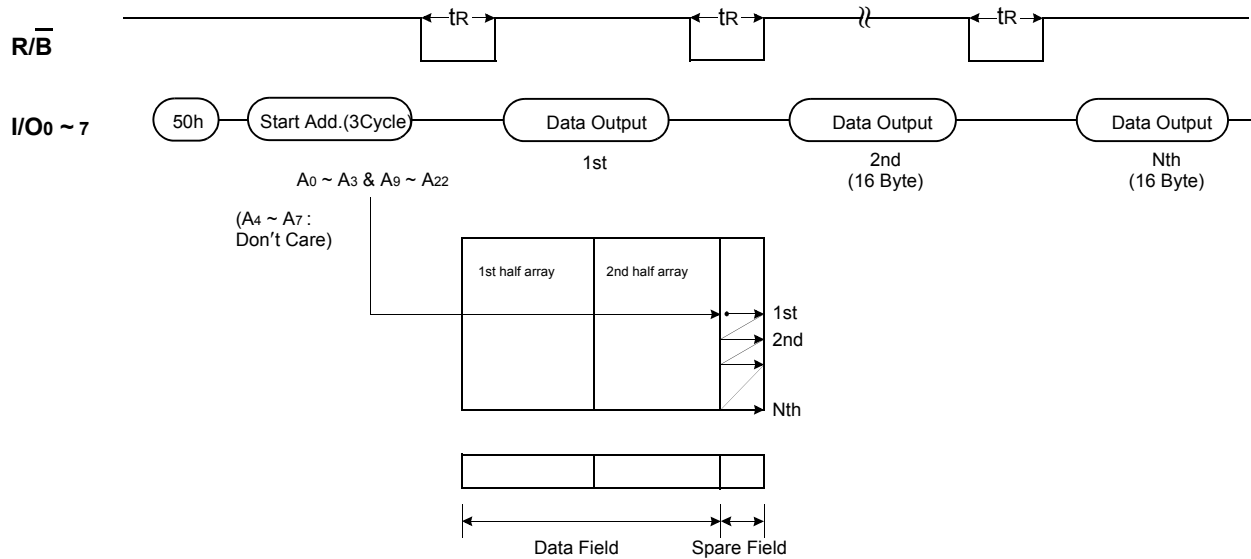 tR tR tR
R/B
I/O0 ~ 7 50h Start Add.(3Cycle) Data Output Data Output Data Output
1st 2nd Nth
(16 Byte) (16 Byte)
A0 ~ A3 & A9 ~ A22
(A4 ~ A7 :
Don't Care)
1st half array 2nd half array
1st
2nd
Nth
Data Field Spare Field